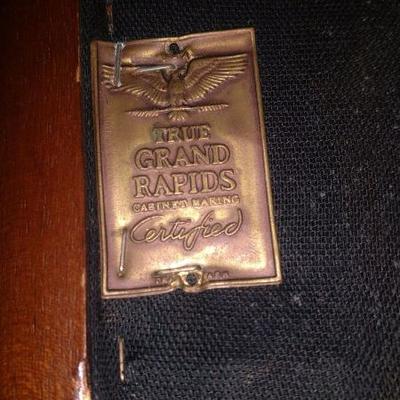 TRUE
GRAND
RAPIDS
CABINET MAKING
Certified